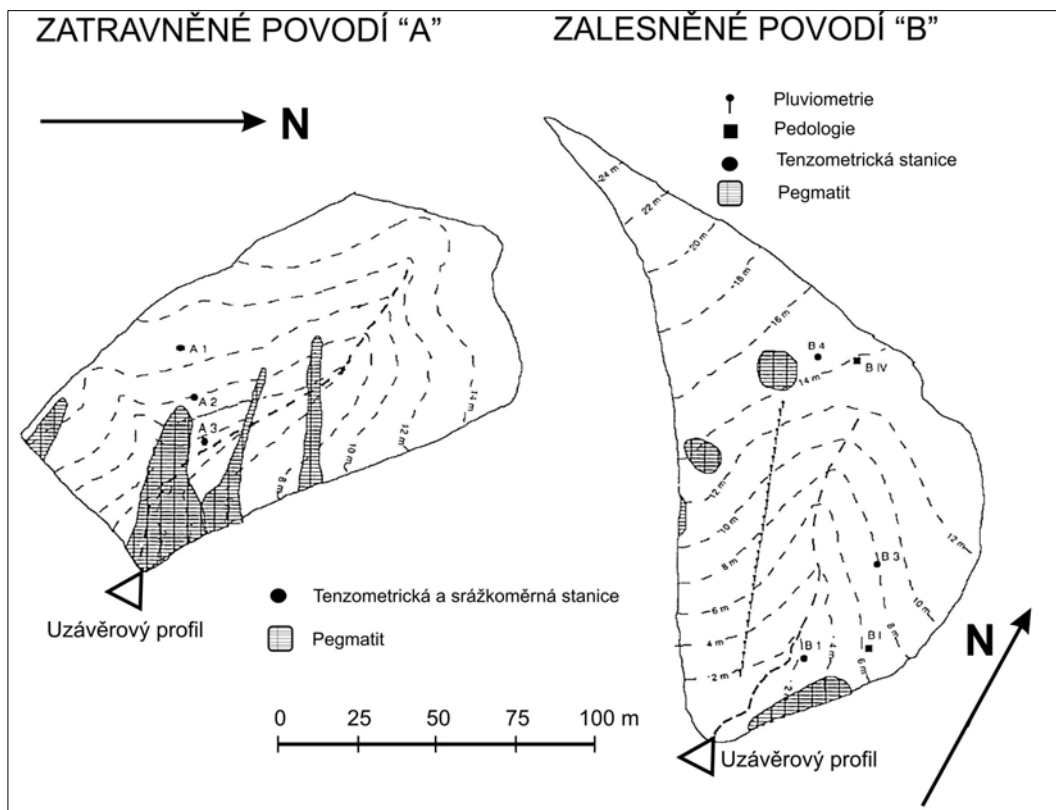 ZATRAVNĚNÉ POVODÍ “A”
N
A 1
A 2
A 3
8 m
10 m
12 m
14 m
Uzávěrový profil
Tenzometrická a srážkoměrná stanice
Pegmatit
0 25 50 75 100 m
ZALESNĚNÉ POVODÍ “B”
Pluviometrie
Pedologie
Tenzometrická stanice
Pegmatit
24 m
22 m
20 m
18 m
16 m
B 4
B IV
14 m
12 m
10 m
8 m
6 m
4 m
2 m
B 3
12 m
10 m
8 m
B I
6 m
4 m
B 1
N
Uzávěrový profil